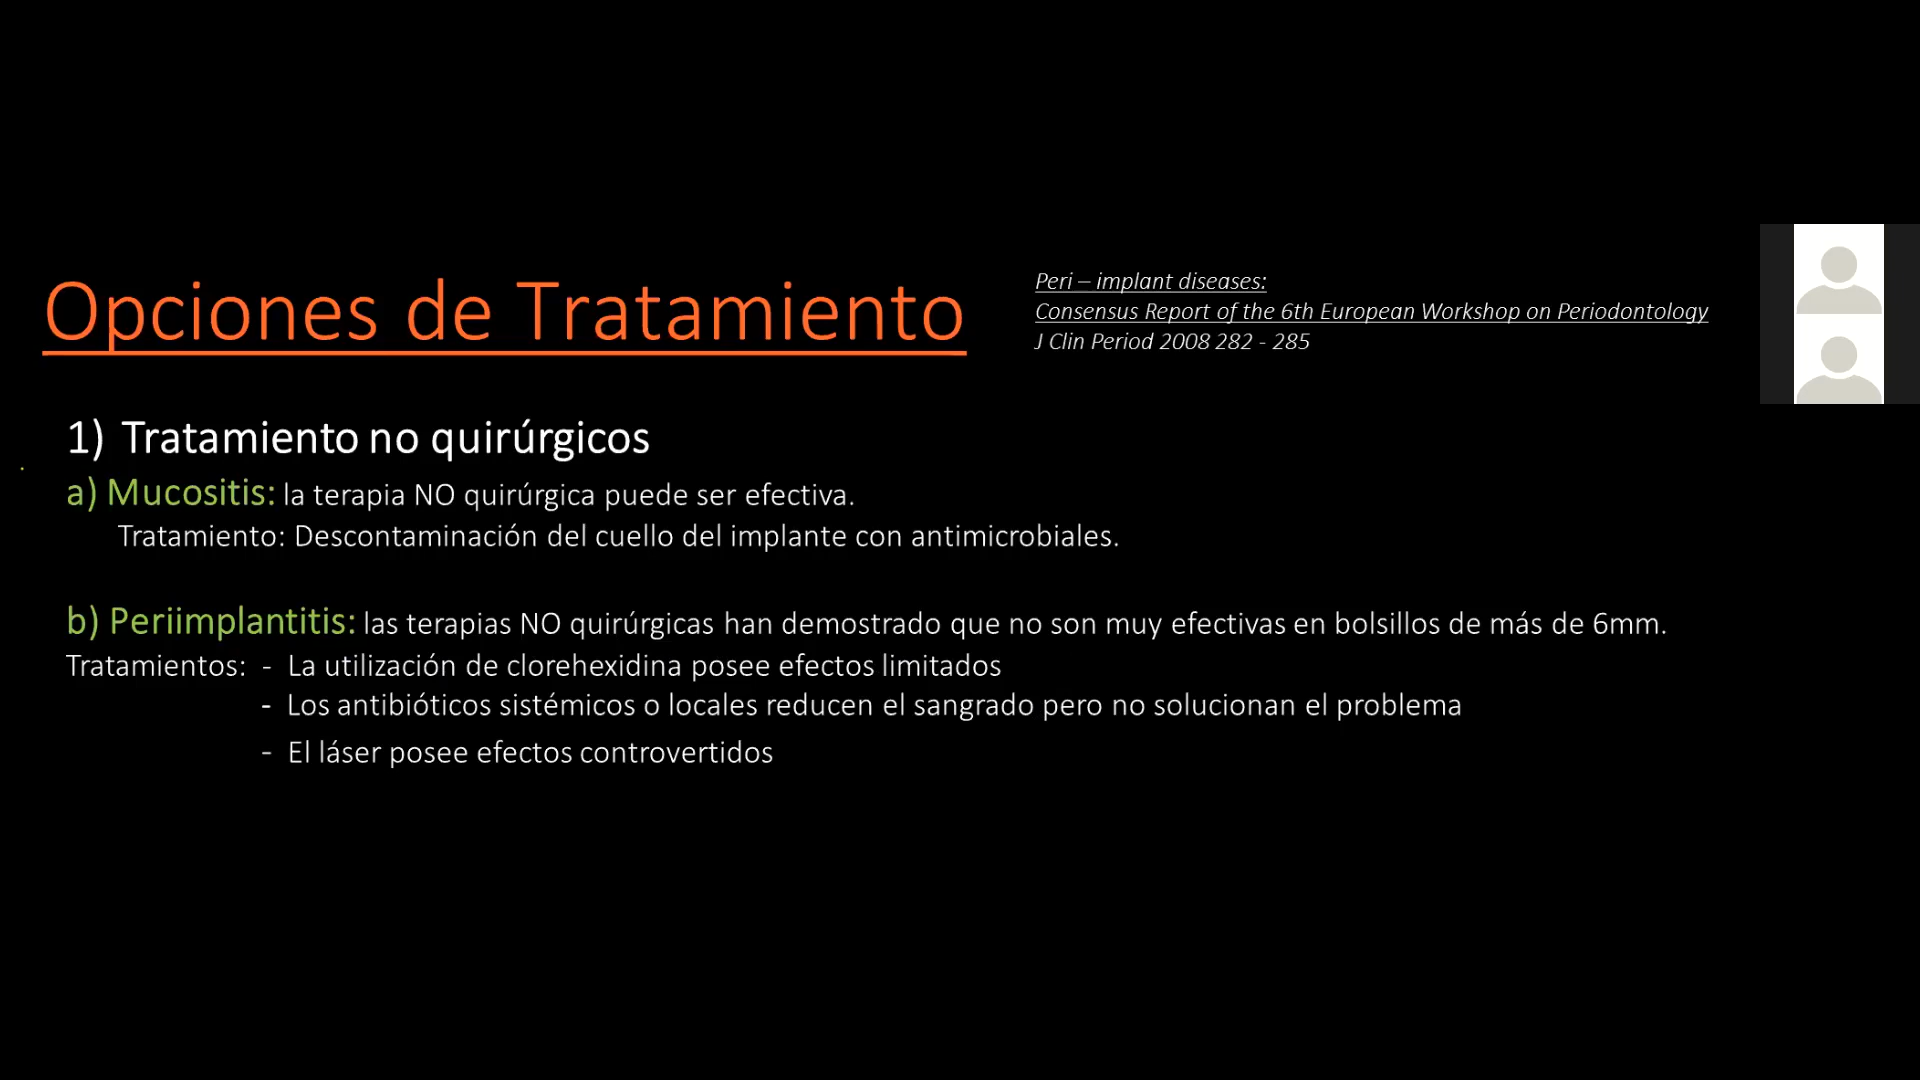 Opciones de Tratamiento
Peri – implant diseases:
Consensus Report of the 6th European Workshop on Periodontology
J Clin Period 2008 282 - 285
1) Tratamiento no quirúrgicos
a) Mucositis: la terapia NO quirúrgica puede ser efectiva.
Tratamiento: Descontaminación del cuello del implante con antimicrobiales.
b) Periimplantitis: las terapias NO quirúrgicas han demostrado que no son muy efectivas en bolsillos de más de 6mm.
Tratamientos: - La utilización de clorehexidina posee efectos limitados
- Los antibióticos sistémicos o locales reducen el sangrado pero no solucionan el problema
- El láser posee efectos controvertidos